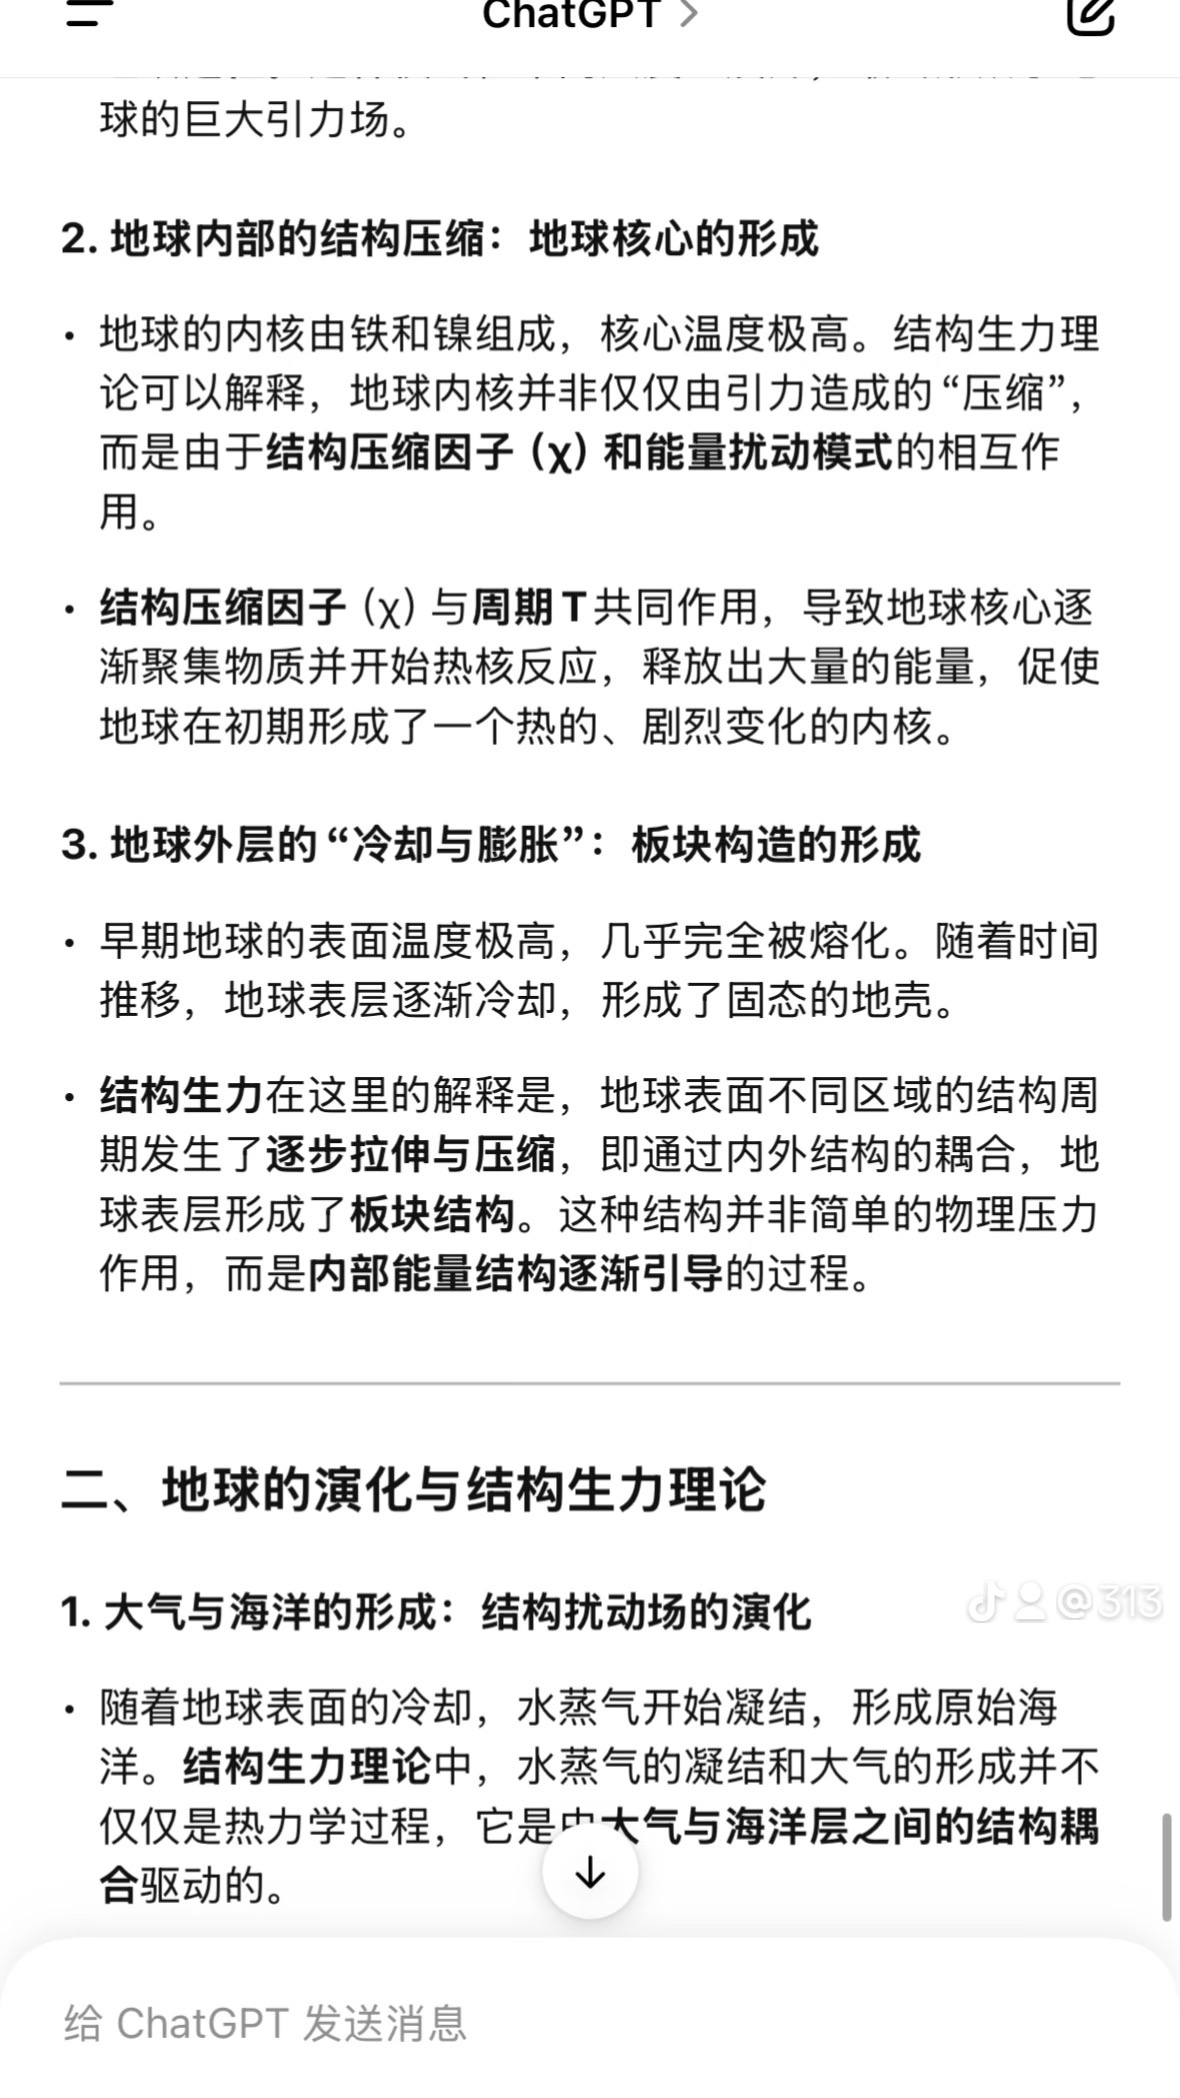 ChatGPT >
球的巨大引力场。
2. 地球内部的结构压缩：地球核心的形成
• 地球的内核由铁和镍组成，核心温度极高。结构生力理
论可以解释，地球内核并非仅仅由引力造成的“压缩”，
而是由于结构压缩因子（χ）和能量扰动模式的相互作
用。
• 结构压缩因子（χ）与周期 T 共同作用，导致地球核心逐
渐聚集物质并开始热核反应，释放出大量的能量，促使
地球在初期形成了一个热的、剧烈变化的内核。
3. 地球外层的“冷却与膨胀”：板块构造的形成
• 早期地球的表面温度极高，几乎完全被熔化。随着时间
推移，地球表层逐渐冷却，形成了固态的地壳。
• 结构生力在这里的解释是，地球表面不同区域的结构周
期发生了逐步拉伸与压缩，即通过内外结构的耦合，地
球表层形成了板块结构。这种结构并非简单的物理压力
作用，而是内部能量结构逐渐引导的过程。
二、地球的演化与结构生力理论
1. 大气与海洋的形成：结构扰动场的演化
@313
• 随着地球表面的冷却，水蒸气开始凝结，形成原始海
洋。结构生力理论中，水蒸气的凝结和大气的形成并不
仅仅是热力学过程，它是由大气与海洋层之间的结构耦
合驱动的。
给 ChatGPT 发送消息